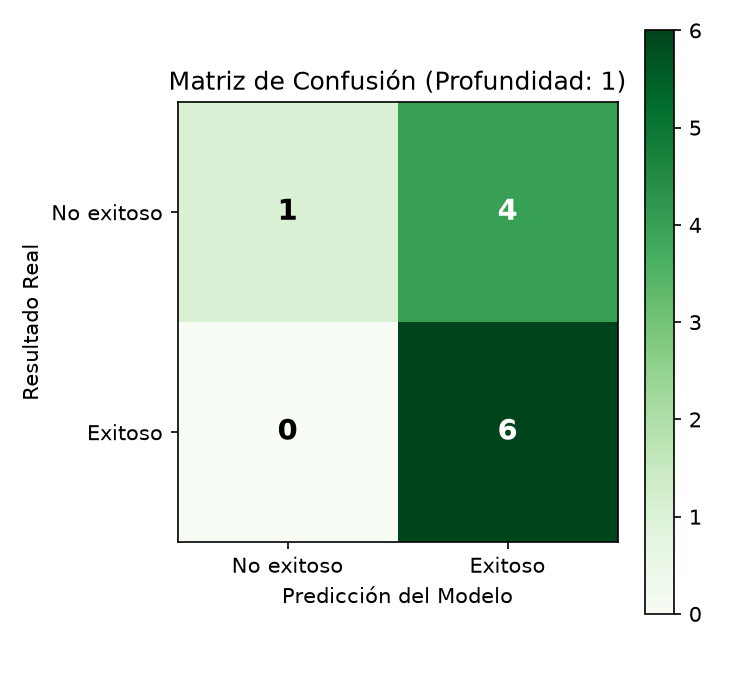 Matriz de Confusión (Profundidad: 1)
6
5
4
3
2
1
0
Resultado Real
No exitoso
1
4
Exitoso
0
6
No exitoso
Exitoso
Predicción del Modelo